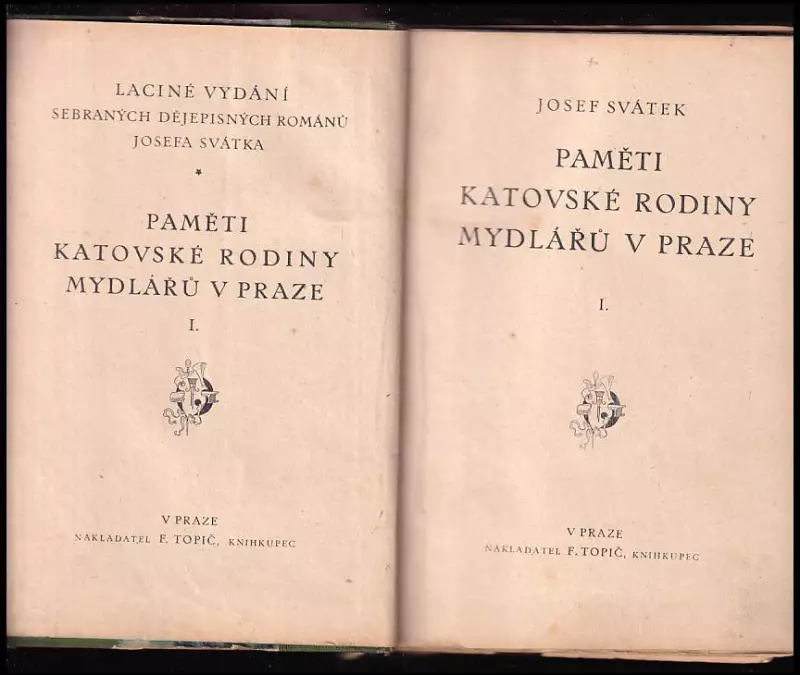 LACINÉ VYDÁNÍ
SEBRANÝCH DĚJEPISNÝCH ROMÁNŮ
JOSEFA SVÁTKA
*
PAMĚTI
KATOVSKÉ RODINY
MYDLÁŘŮ V PRAZE
I.
V PRAZE
NAKLADATEL F. TOPIČ, KNIHKUPEC
JOSEF SVÁTEK
PAMĚTI
KATOVSKÉ RODINY
MYDLÁŘŮ V PRAZE
I.
V PRAZE
NAKLADATEL F. TOPIČ, KNIHKUPEC